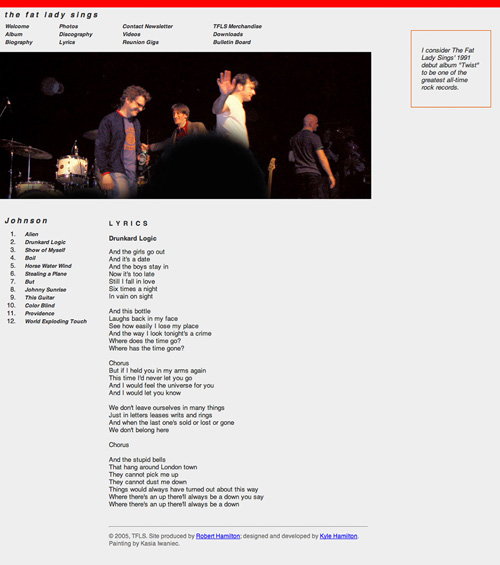 the fat lady sings
Welcome Photos Contact Newsletter TFLS Merchandise
Album Discography Videos Downloads
Biography Lyrics Reunion Gigs Bulletin Board
I consider The Fat
Lady Sings' 1991
debut album "Twist"
to be one of the
greatest all-time
rock records.
Johnson
1. Alien
2. Drunkard Logic
3. Show of Myself
4. Boil
5. Horse Water Wind
6. Stealing a Plane
7. But
8. Johnny Sunrise
9. This Guitar
10. Color Blind
11. Providence
12. World Exploding Touch
LYRICS
Drunkard Logic
And the girls go out
And it's a date
And the boys stay in
Now it's too late
Still I fall in love
Six times a night
In vain on sight
And this bottle
Laughs back in my face
See how easily I lose my place
And the way I look tonight's a crime
Where does the time go?
Where has the time gone?
Chorus
But if I held you in my arms again
This time I'd never let you go
And I would feel the universe for you
And I would let you know
We don't leave ourselves in many things
Just in letters leases writs and rings
And when the last one's sold or lost or gone
We don't belong here
Chorus
And the stupid bells
That hang around London town
They cannot pick me up
They cannot dust me down
Things would always have turned out about this way
Where there's an up there'll always be a down you say
Where there's an up there'll always be a down
© 2005, TFLS. Site produced by Robert Hamilton; designed and developed by Kyle Hamilton.
Painting by Kasia Iwaniec.